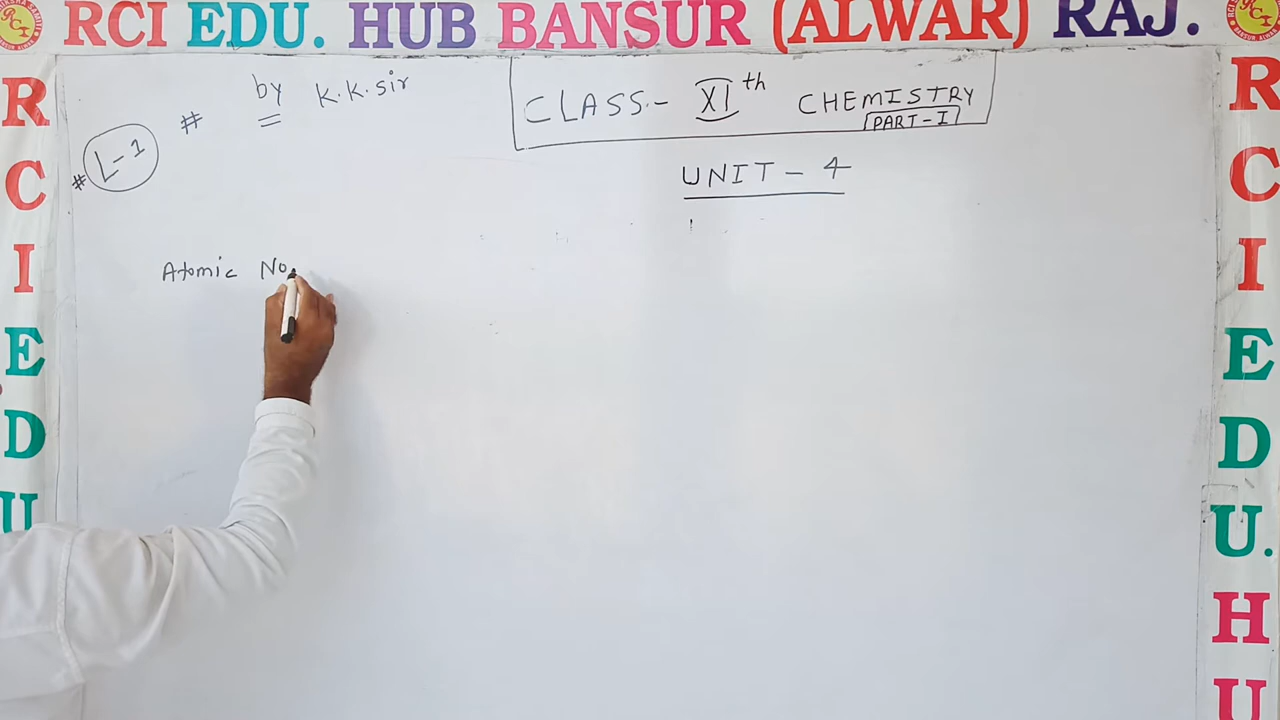 RCI EDU. HUB BANSUR (ALWAR) RAJ.
R
C
I
E
D
U
# by K.K.sir
# L-1
CLASS:- XIth CHEMISTRY
PART-I
UNIT - 4
Atomic No.
R
C
I
E
D
U.
H
U